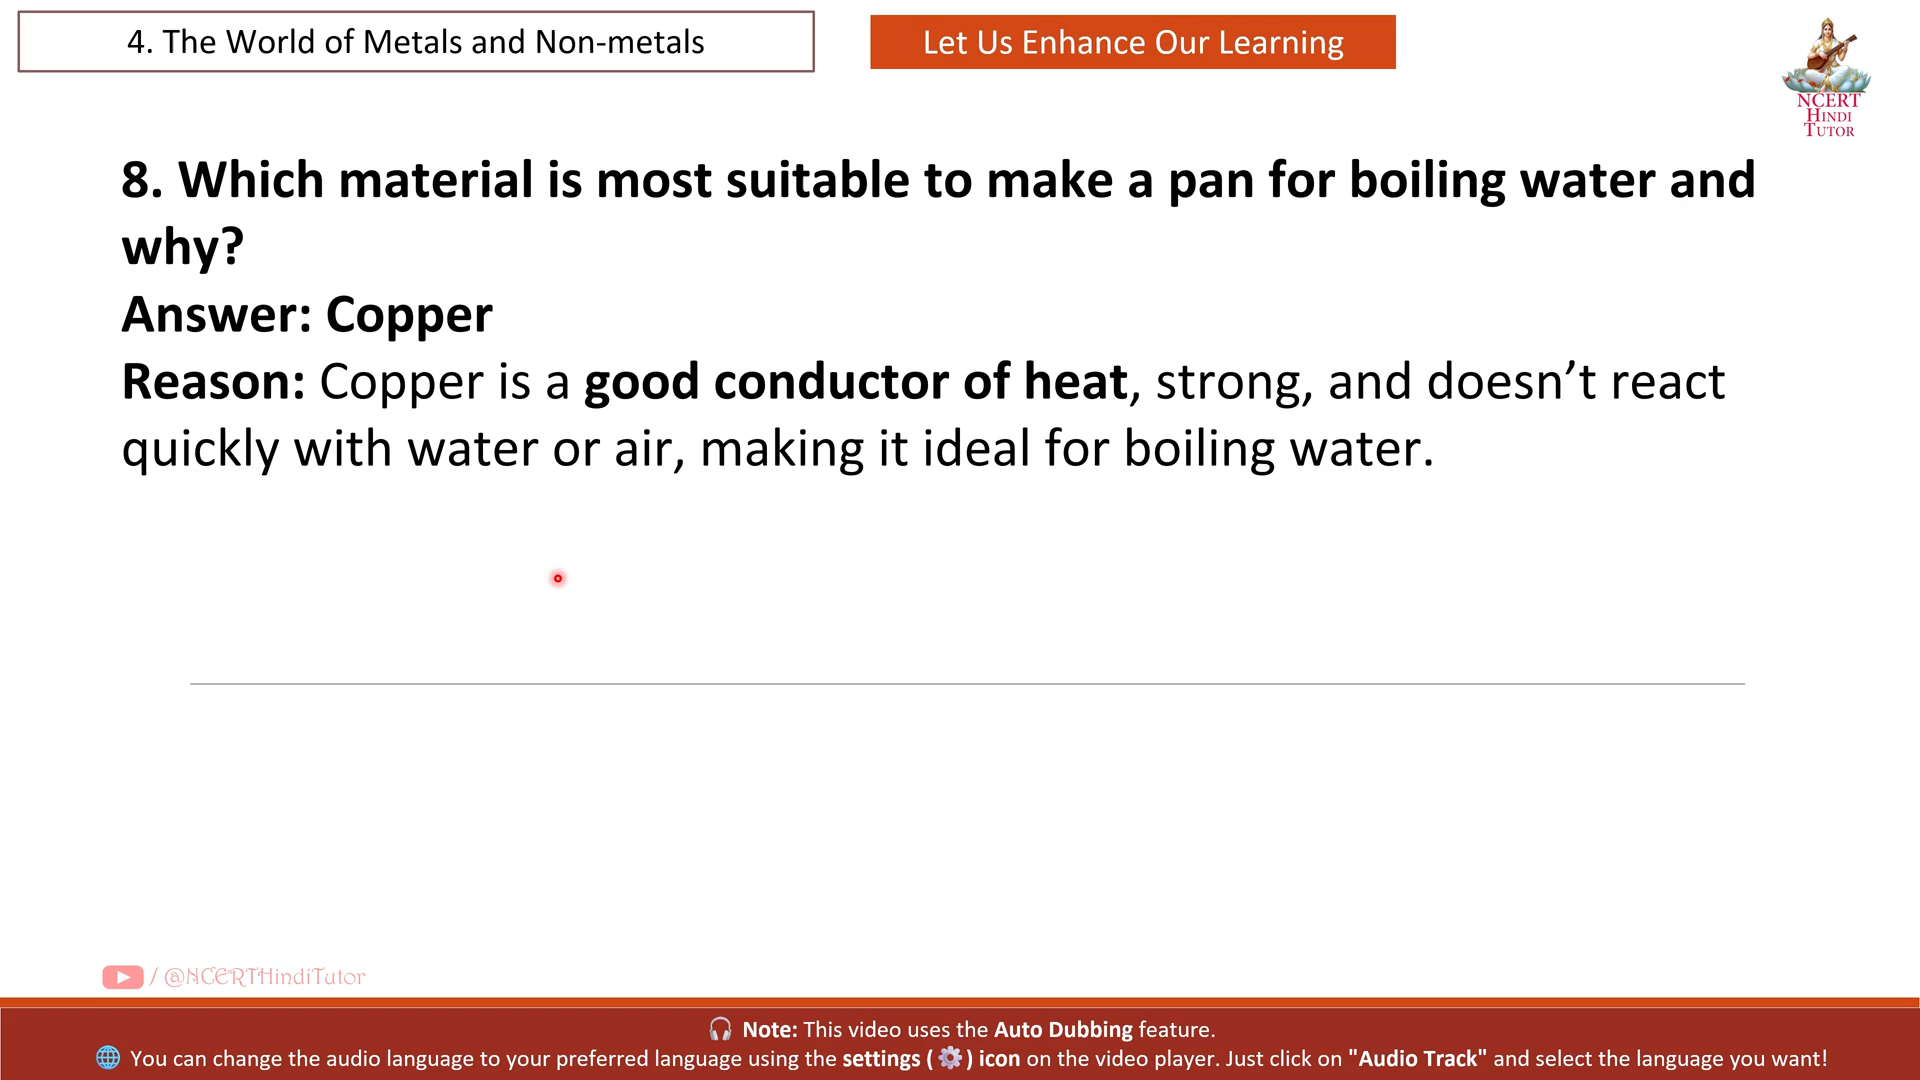 4. The World of Metals and Non-metals
Let Us Enhance Our Learning
NCERT
HINDI
TUTOR
8. Which material is most suitable to make a pan for boiling water and
why?
Answer: Copper
Reason: Copper is a good conductor of heat, strong, and doesn’t react
quickly with water or air, making it ideal for boiling water.
/ @NCERTHindiTutor
Note: This video uses the Auto Dubbing feature.
You can change the audio language to your preferred language using the settings ( ) icon on the video player. Just click on "Audio Track" and select the language you want!